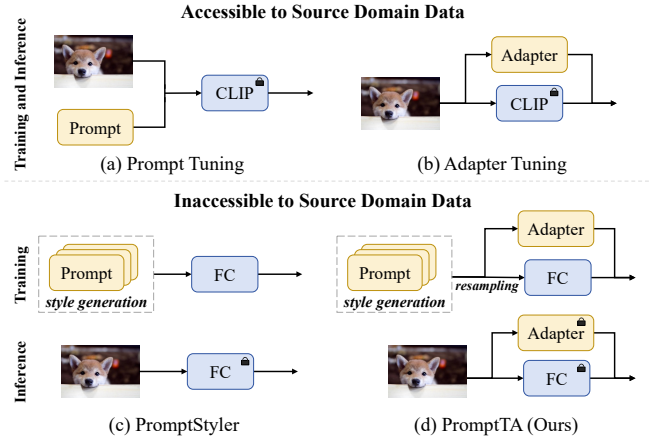 Accessible to Source Domain Data
Training and Inference
Prompt
CLIP
(a) Prompt Tuning
Adapter
CLIP
(b) Adapter Tuning
Inaccessible to Source Domain Data
Training
Prompt
style generation
FC
Prompt
style generation
resampling
Adapter
FC
Inference
FC
(c) PromptStyler
Adapter
FC
(d) PromptTA (Ours)